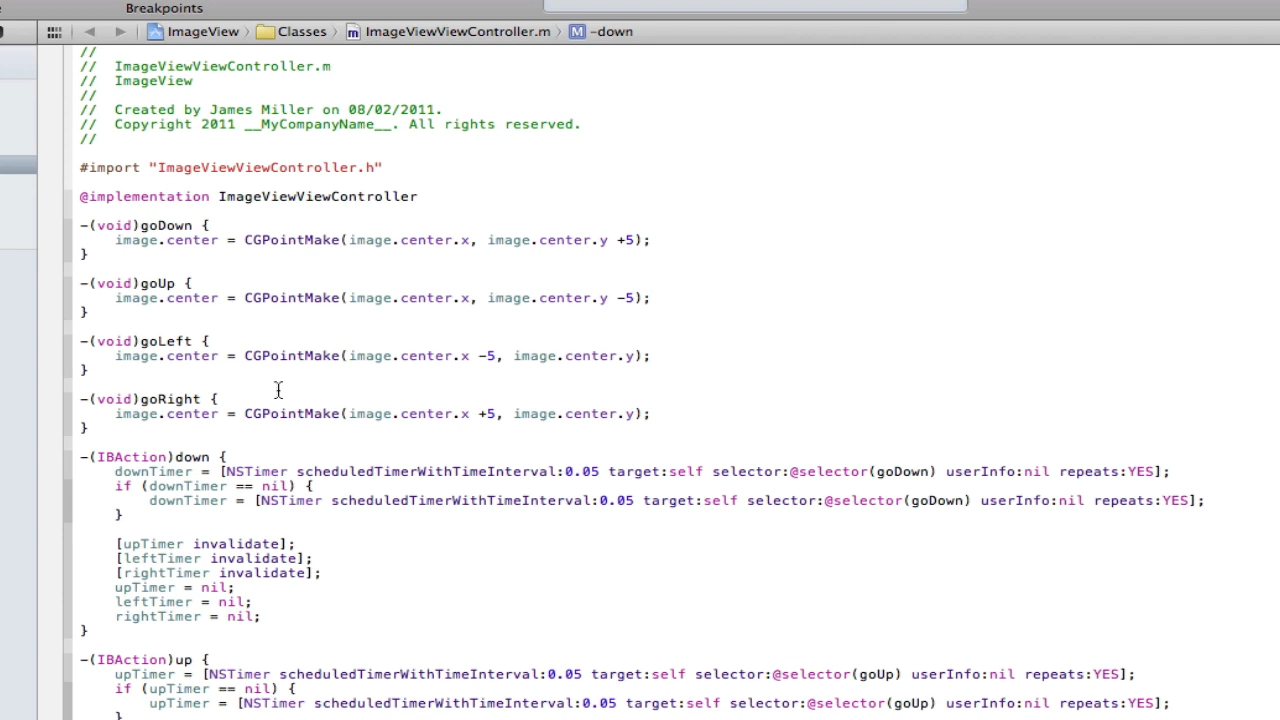 Breakpoints
ImageView Classes ImageViewViewController.m M -down
//
//  ImageViewViewController.m
//  ImageView
//
//  Created by James Miller on 08/02/2011.
//  Copyright 2011 __MyCompanyName__. All rights reserved.
//
#import "ImageViewViewController.h"
@implementation ImageViewViewController
-(void)goDown {
    image.center = CGPointMake(image.center.x, image.center.y +5);
}
-(void)goUp {
    image.center = CGPointMake(image.center.x, image.center.y -5);
}
-(void)goLeft {
    image.center = CGPointMake(image.center.x -5, image.center.y);
}
-(void)goRight {
    image.center = CGPointMake(image.center.x +5, image.center.y);
}
-(IBAction)down {
    downTimer = [NSTimer scheduledTimerWithTimeInterval:0.05 target:self selector:@selector(goDown) userInfo:nil repeats:YES];
    if (downTimer == nil) {
        downTimer = [NSTimer scheduledTimerWithTimeInterval:0.05 target:self selector:@selector(goDown) userInfo:nil repeats:YES];
    }
    [upTimer invalidate];
    [leftTimer invalidate];
    [rightTimer invalidate];
    upTimer = nil;
    leftTimer = nil;
    rightTimer = nil;
}
-(IBAction)up {
    upTimer = [NSTimer scheduledTimerWithTimeInterval:0.05 target:self selector:@selector(goUp) userInfo:nil repeats:YES];
    if (upTimer == nil) {
        upTimer = [NSTimer scheduledTimerWithTimeInterval:0.05 target:self selector:@selector(goUp) userInfo:nil repeats:YES];
    }